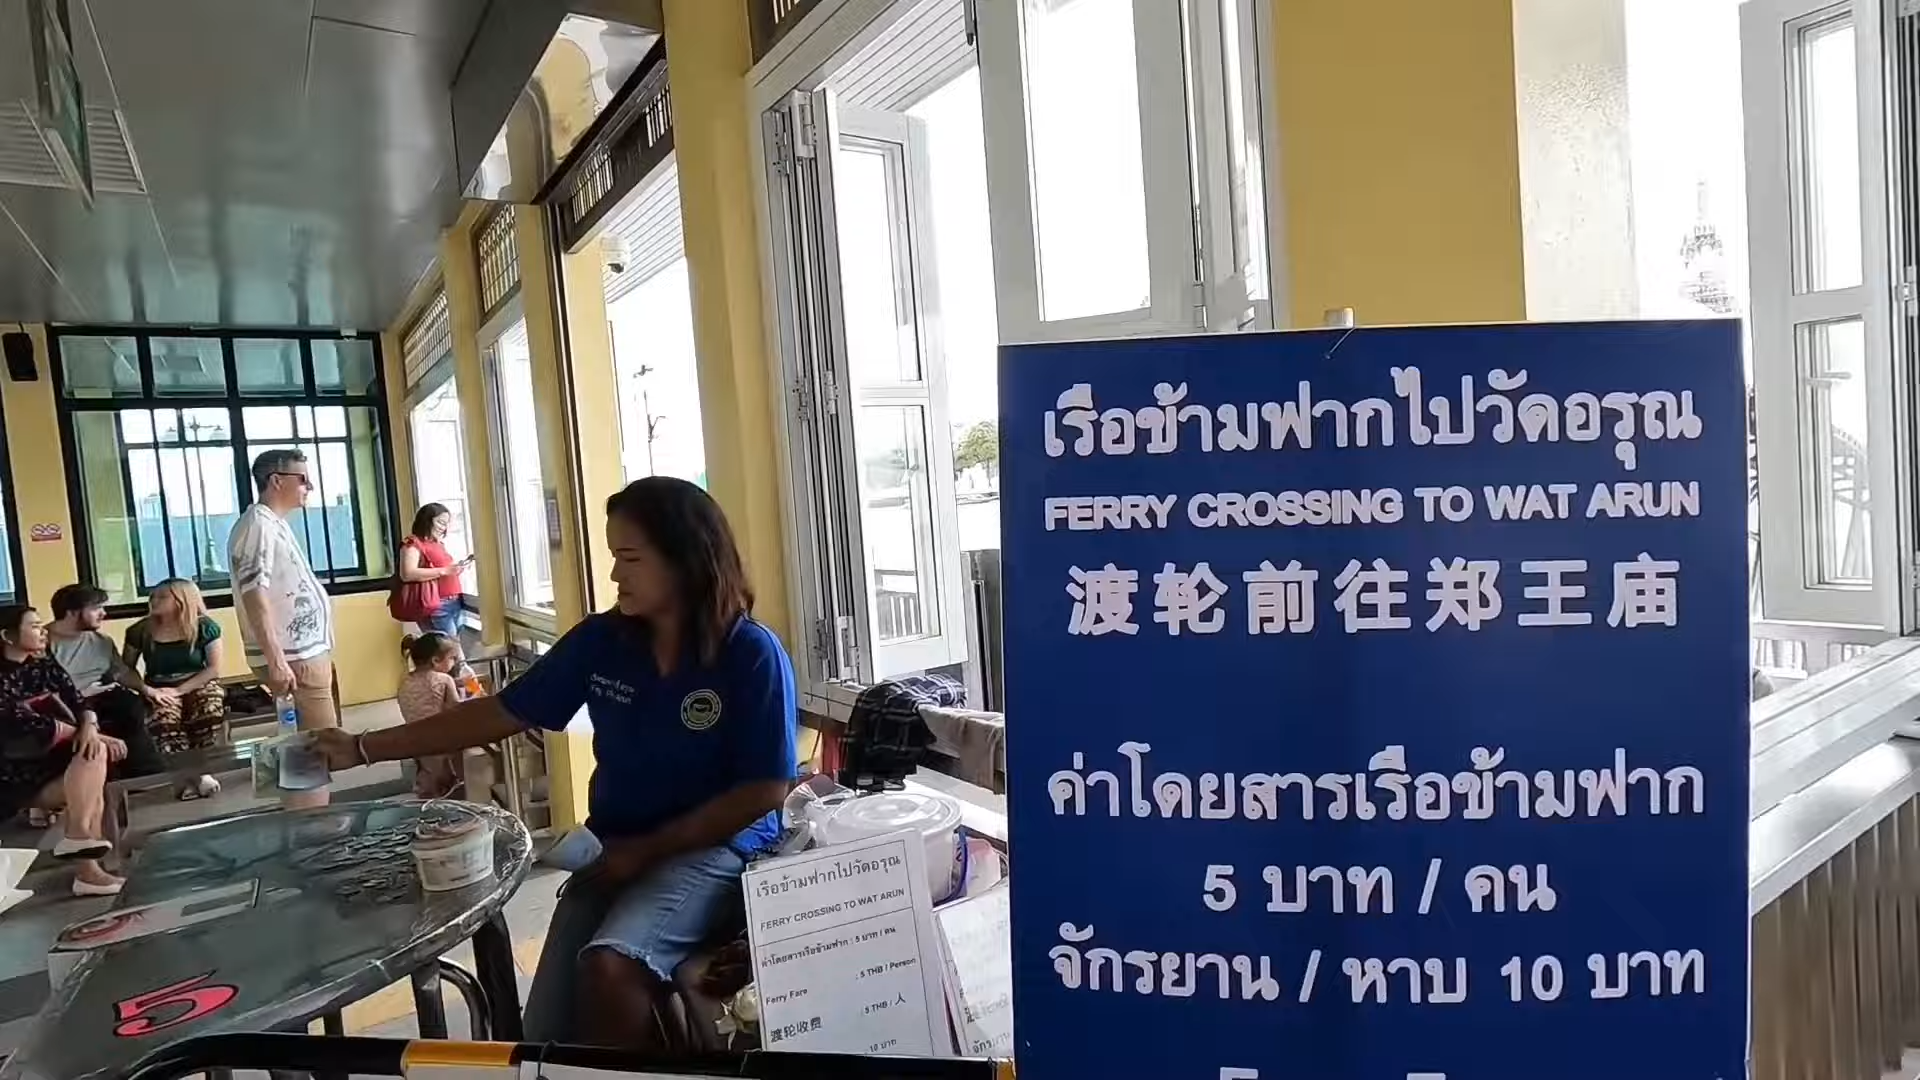 เรือข้ามฟากไปวัดอรุณ
FERRY CROSSING TO WAT ARUN
渡轮前往郑王庙
ค่าโดยสารเรือข้ามฟาก
5 บาท / คน
จักรยาน / หาบ 10 บาท
เรือข้ามฟากไปวัดอรุณ
FERRY CROSSING TO WAT ARUN
ค่าโดยสารเรือข้ามฟาก : 5 บาท / คน
: 5 THB / Person
Ferry Fare
: 5 THB / 人
渡轮收费
10 บาท
5